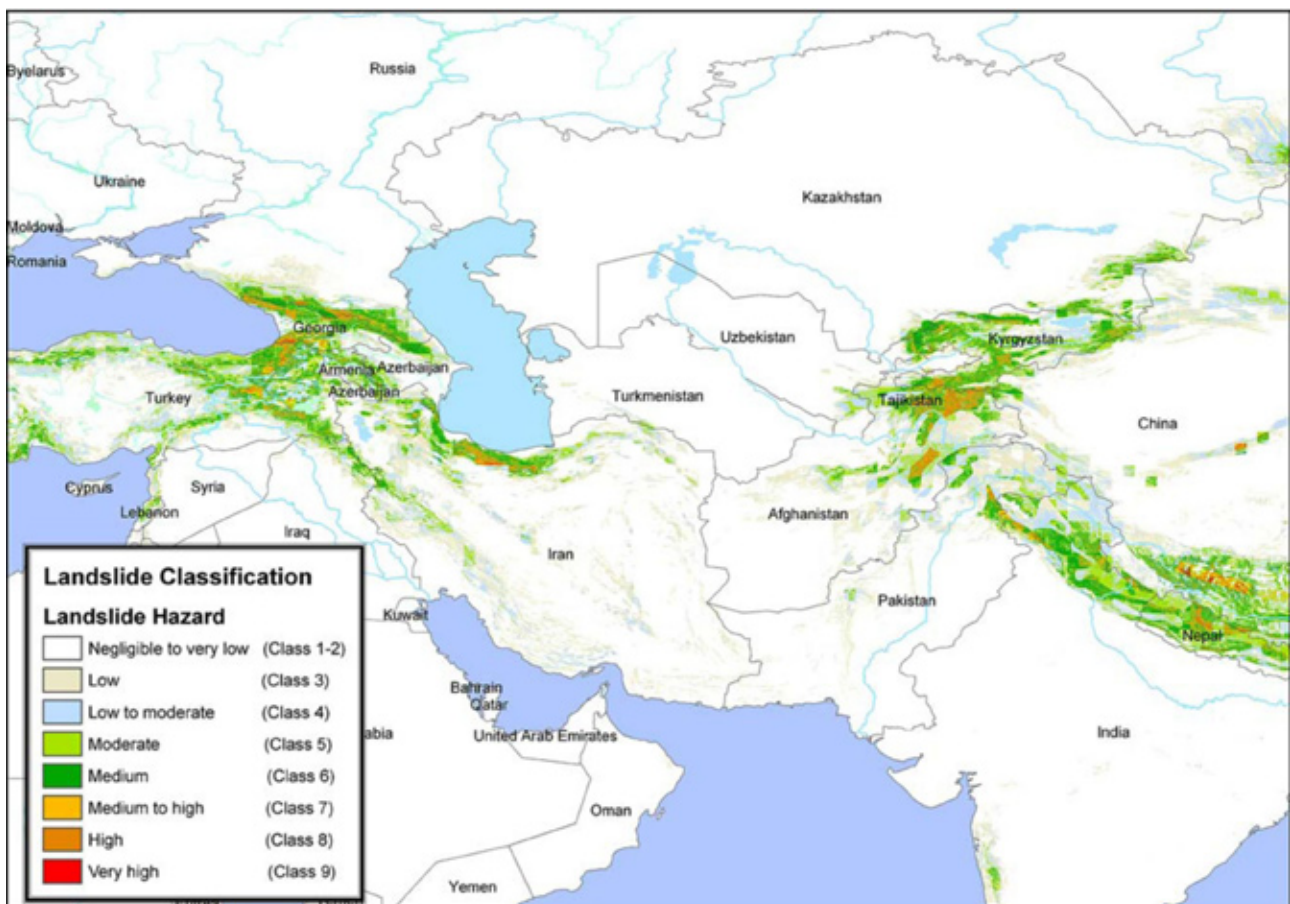 Byelarus
Russia
Ukraine
Kazakhstan
Moldova
Romania
Georgia
Uzbekistan
Kyrgyzstan
Armenia
Azerbaijan
Azerbaijan
Turkey
Turkmenistan
Tajikistan
China
Cyprus
Syria
Lebanon
Afghanistan
Iraq
Iran
Landslide Classification
Landslide Hazard
Negligible to very low (Class 1-2)
Low (Class 3)
Low to moderate (Class 4)
Moderate (Class 5)
Medium (Class 6)
Medium to high (Class 7)
High (Class 8)
Very high (Class 9)
Kuwait
Pakistan
Nepal
Bahrain
Qatar
abia
United Arab Emirates
India
Oman
Yemen